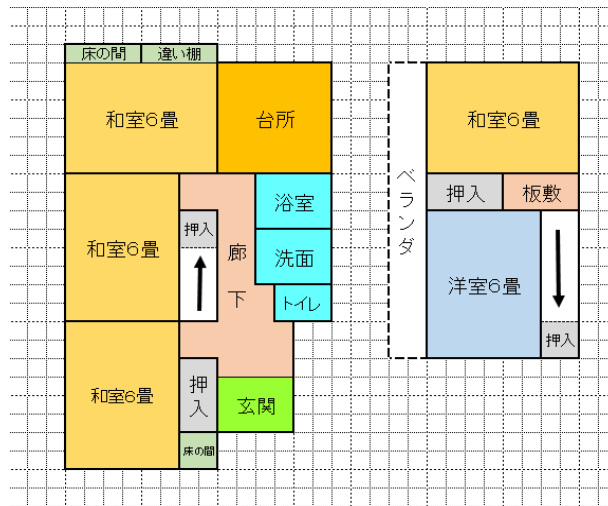 床の間
違い棚
和室6畳
台所
和室6畳
押入
廊下
浴室
洗面
トイレ
和室6畳
押入
床の間
玄関
ベランダ
和室6畳
押入
板敷
洋室6畳
押入